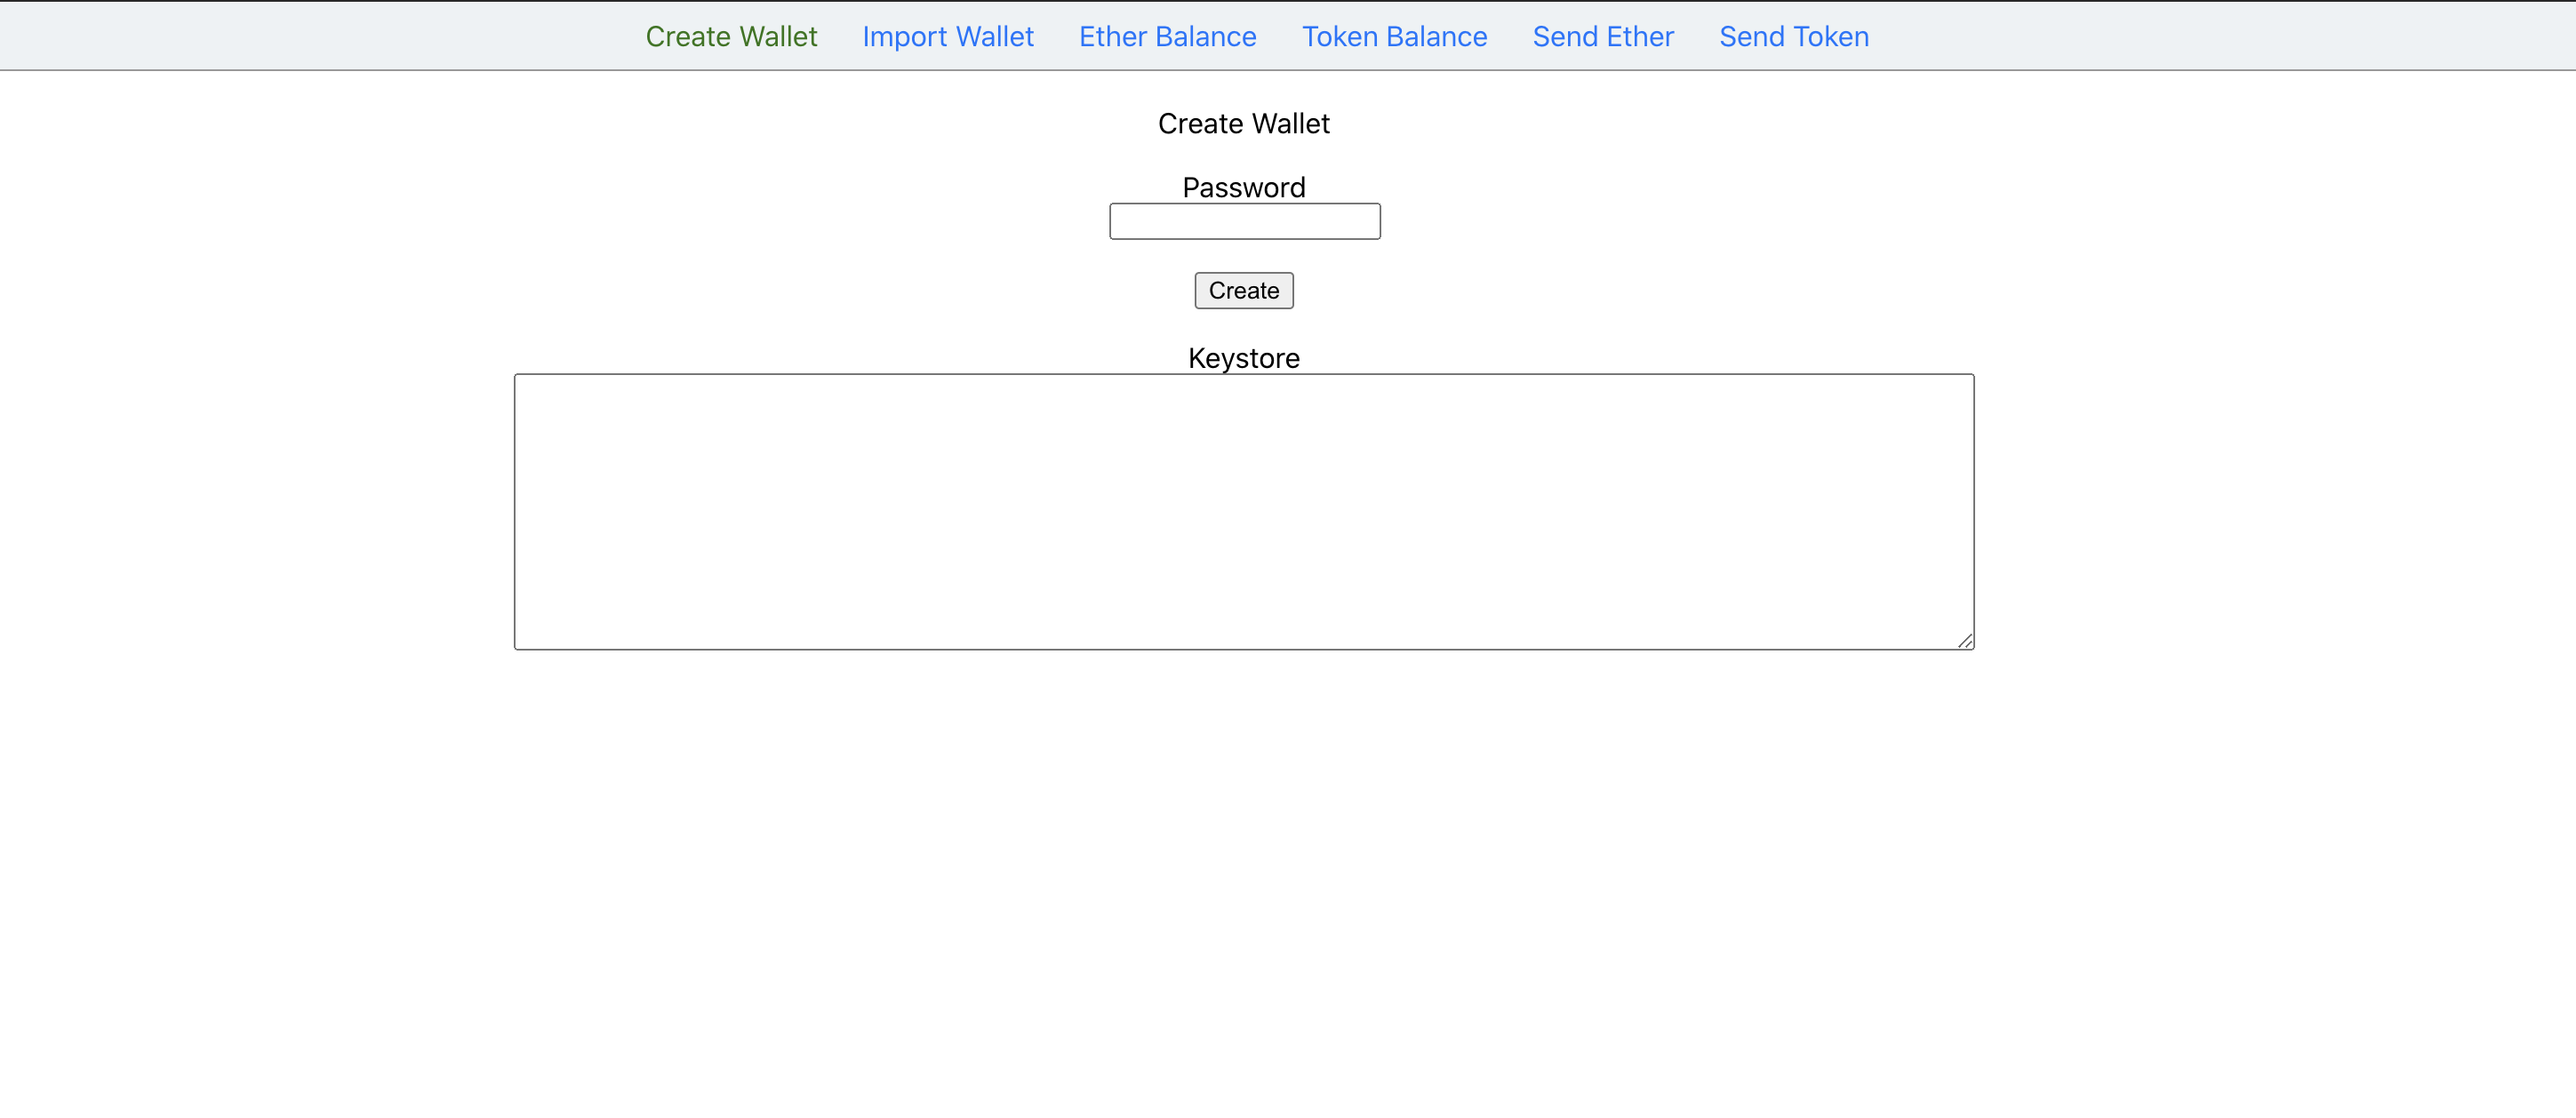 Create Wallet Import Wallet Ether Balance Token Balance Send Ether Send Token
Create Wallet
Password
Create
Keystore